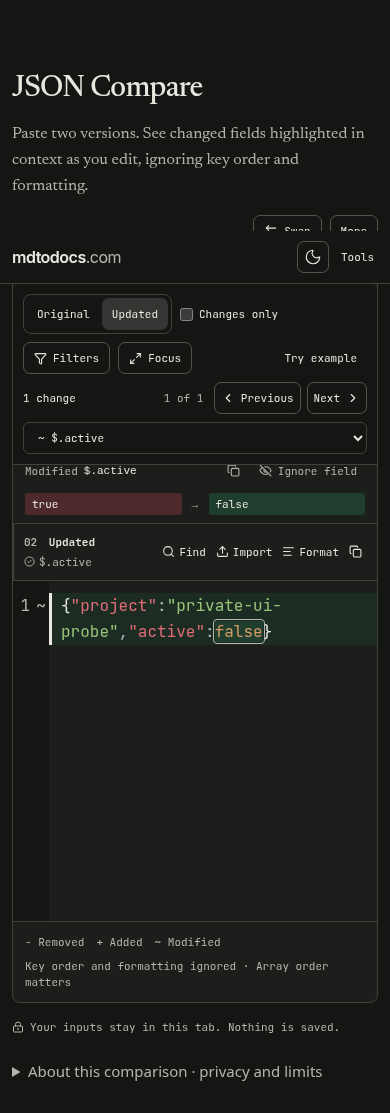 JSON Compare
Paste two versions. See changed fields highlighted in
context as you edit, ignoring key order and
formatting.
Swap More
mdtodocs.com Tools
Original Updated Changes only
Filters Focus Try example
1 change 1 of 1 Previous Next
~ $.active
Modified $.active Ignore field
true → false
02 Updated
$.active
Find Import Format
1 ~ {"project":"private-ui-
probe","active":false}
- Removed + Added ~ Modified
Key order and formatting ignored · Array order
matters
Your inputs stay in this tab. Nothing is saved.
About this comparison · privacy and limits